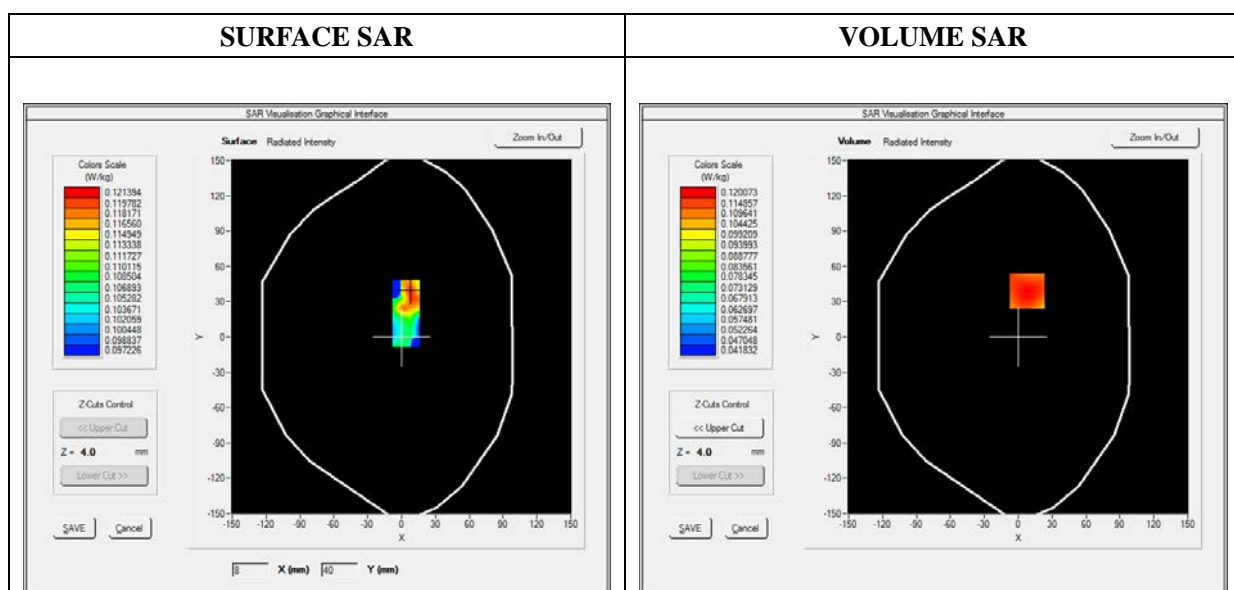 SURFACE SAR
VOLUME SAR
SAR Visualisation Graphical Interface
Surface Radiated Intensity
Zoom In/Out
Colors Scale
(W/kg)
0.121394
0.119782
0.118171
0.116560
0.114949
0.113338
0.111727
0.110115
0.108504
0.106893
0.105282
0.103671
0.102059
0.100448
0.098837
0.097226
Z-Cuts Control
<< Upper Cut
Z = 4.0 mm
Lower Cut >>
SAVE Cancel
150
120
90
60
30
0
-30
-60
-90
-120
-150
Y
-150 -120 -90 -60 -30 0 30 60 90 120 150
X
8 X (mm) 40 Y (mm)
SAR Visualisation Graphical Interface
Volume Radiated Intensity
Zoom In/Out
Colors Scale
(W/kg)
0.120073
0.114857
0.109641
0.104425
0.099209
0.093993
0.088777
0.083561
0.078345
0.073129
0.067913
0.062697
0.057481
0.052264
0.047048
0.041832
Z-Cuts Control
<< Upper Cut
Z = 4.0 mm
Lower Cut >>
SAVE Cancel
150
120
90
60
30
0
-30
-60
-90
-120
-150
Y
-150 -120 -90 -60 -30 0 30 60 90 120 150
X